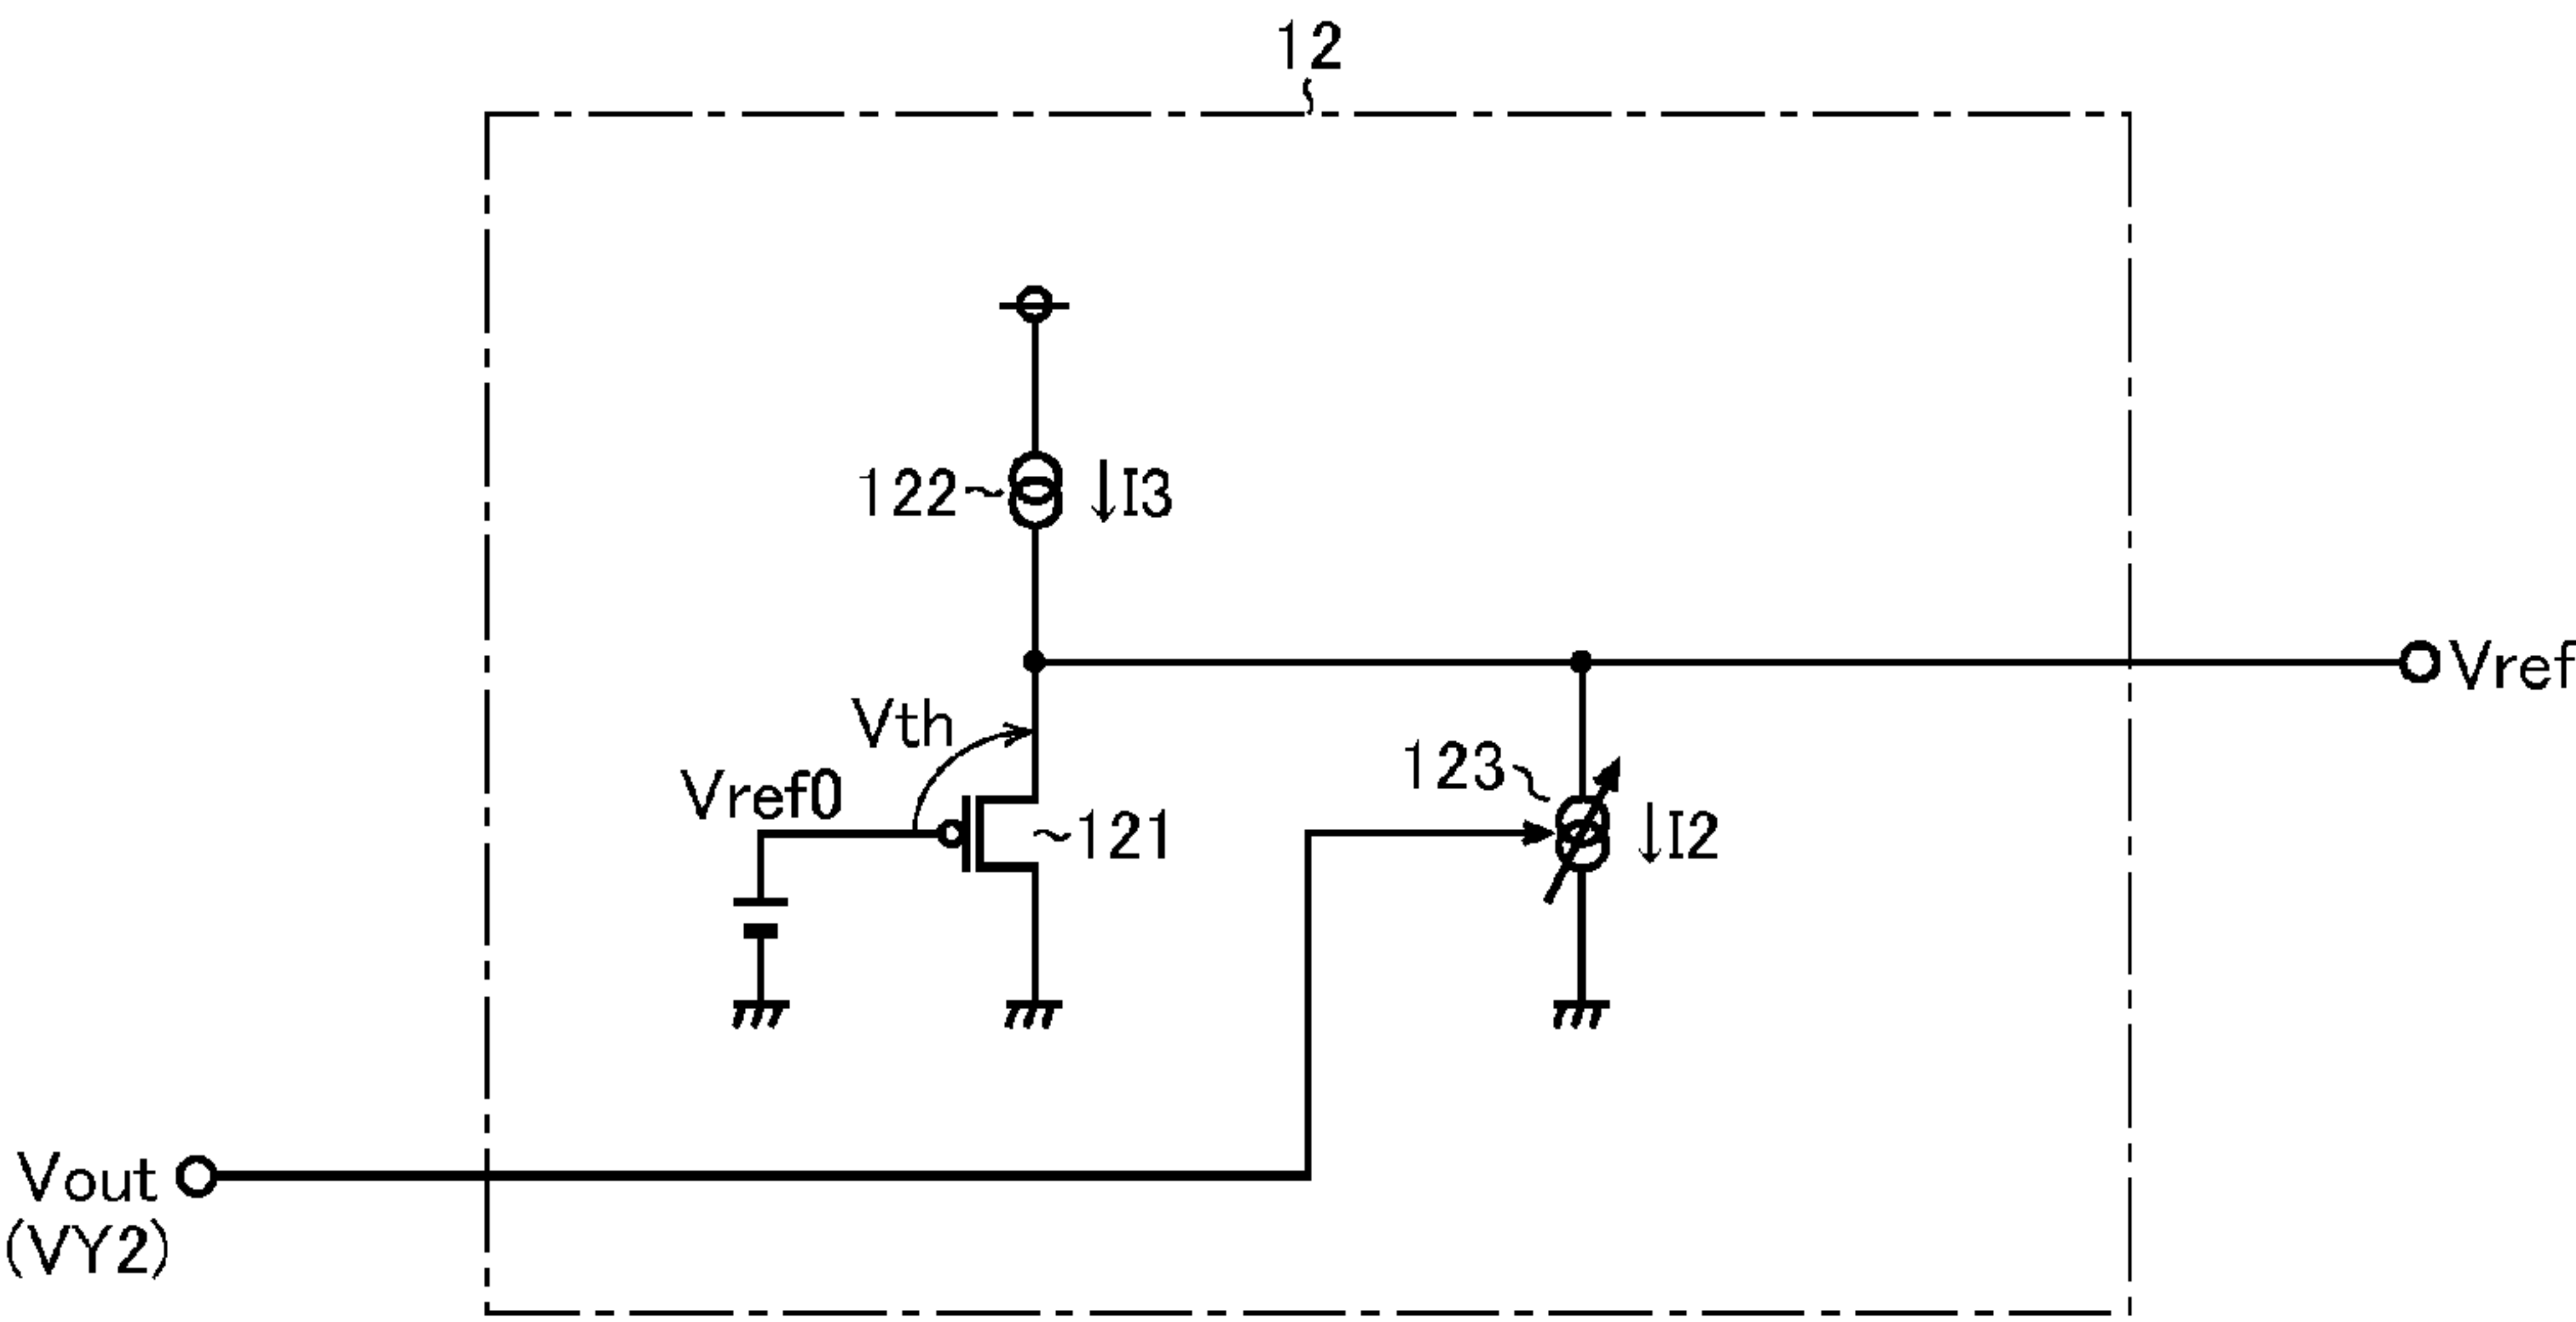 12
122~ ↓I3
Vref
Vth
123
Vref0
~121
↓I2
Vout
(VY2)